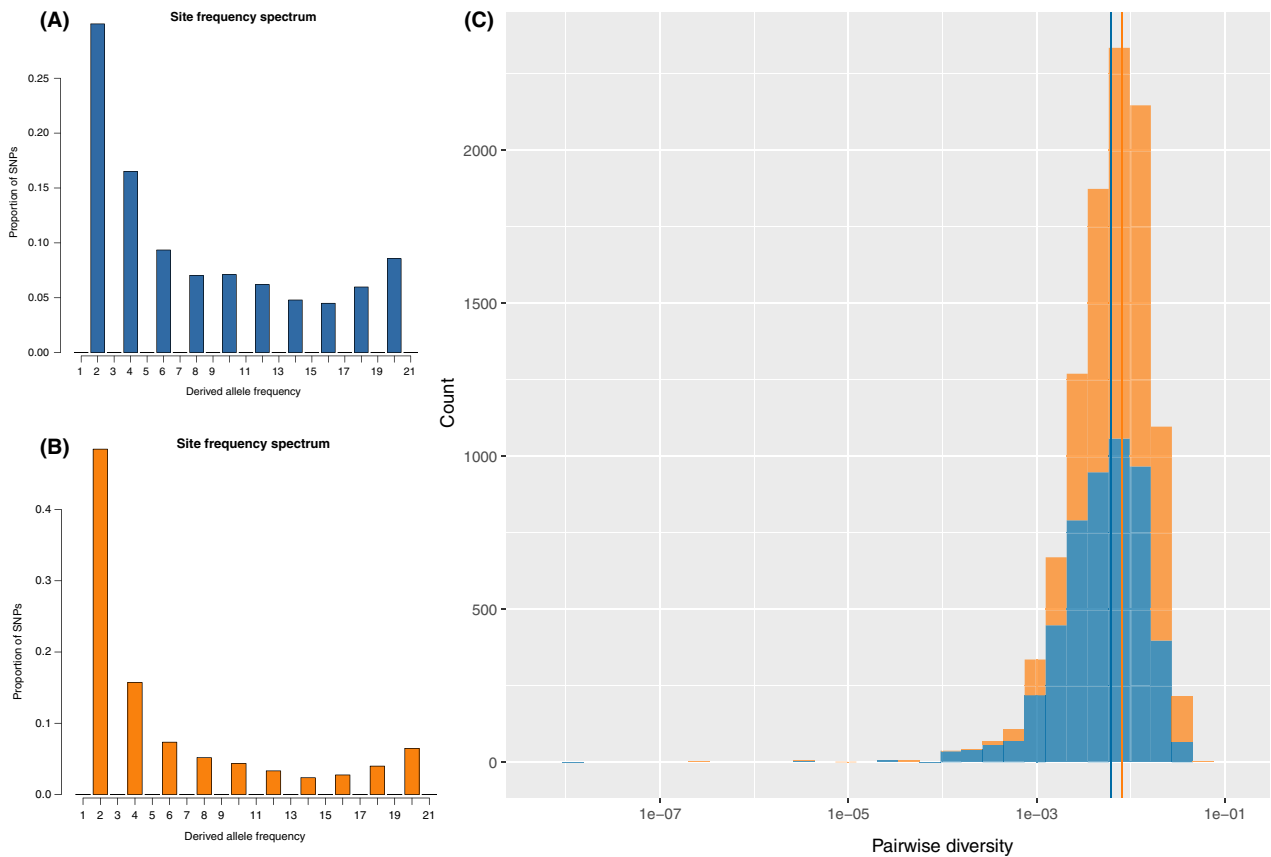 (A)
Site frequency spectrum
Proportion of SNPs
0.25
0.20
0.15
0.10
0.05
0.00
1 2 3 4 5 6 7 8 9 11 13 15 17 19 21
Derived allele frequency
(B)
Site frequency spectrum
Proportion of SNPs
0.4
0.3
0.2
0.1
0.0
1 2 3 4 5 6 7 8 9 11 13 15 17 19 21
Derived allele frequency
(C)
Count
2000
1500
1000
500
0
1e-07 1e-05 1e-03 1e-01
Pairwise diversity